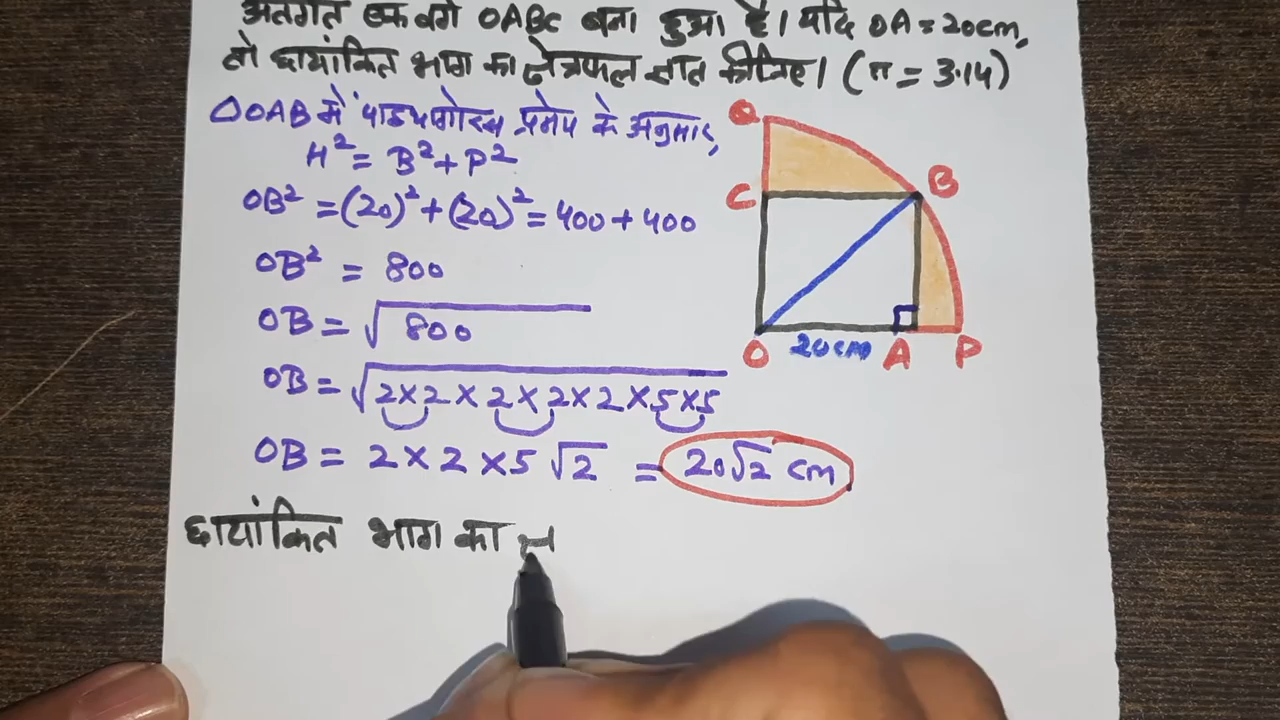 अंतर्गत एक वर्ग OABC बना हुआ है। यदि OA = 20cm,
तो छायांकित भाग का क्षेत्रफल ज्ञात कीजिए। (π = 3.14)
△OAB में पाइथागोरस प्रमेय के अनुसार,
H² = B² + P²
OB² = (20)² + (20)² = 400 + 400
OB² = 800
OB = √800
OB = √2×2×2×2×2×5×5
OB = 2×2×5√2 = 20√2 cm
छायांकित भाग का
Q
C
B
O
20cm
A
P